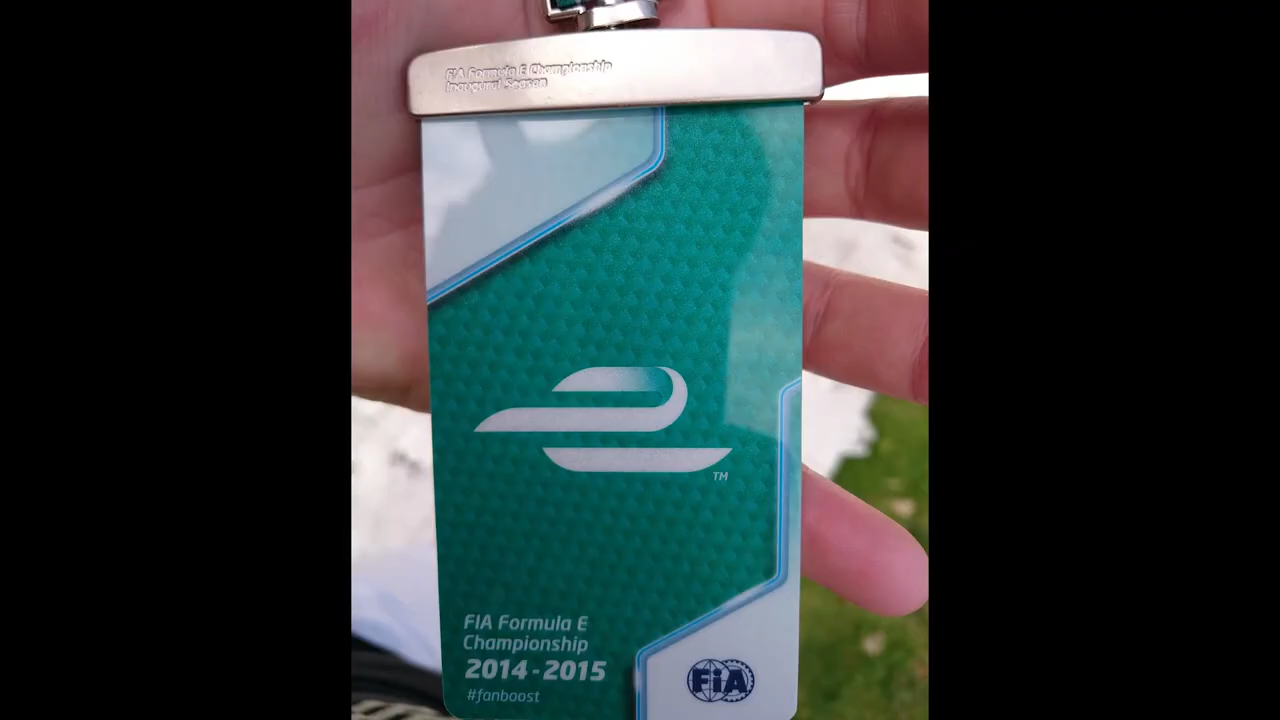 FIA Formula E Championship
Inaugural Season
TM
FIA Formula E
Championship
2014-2015
#fanboost
FiA